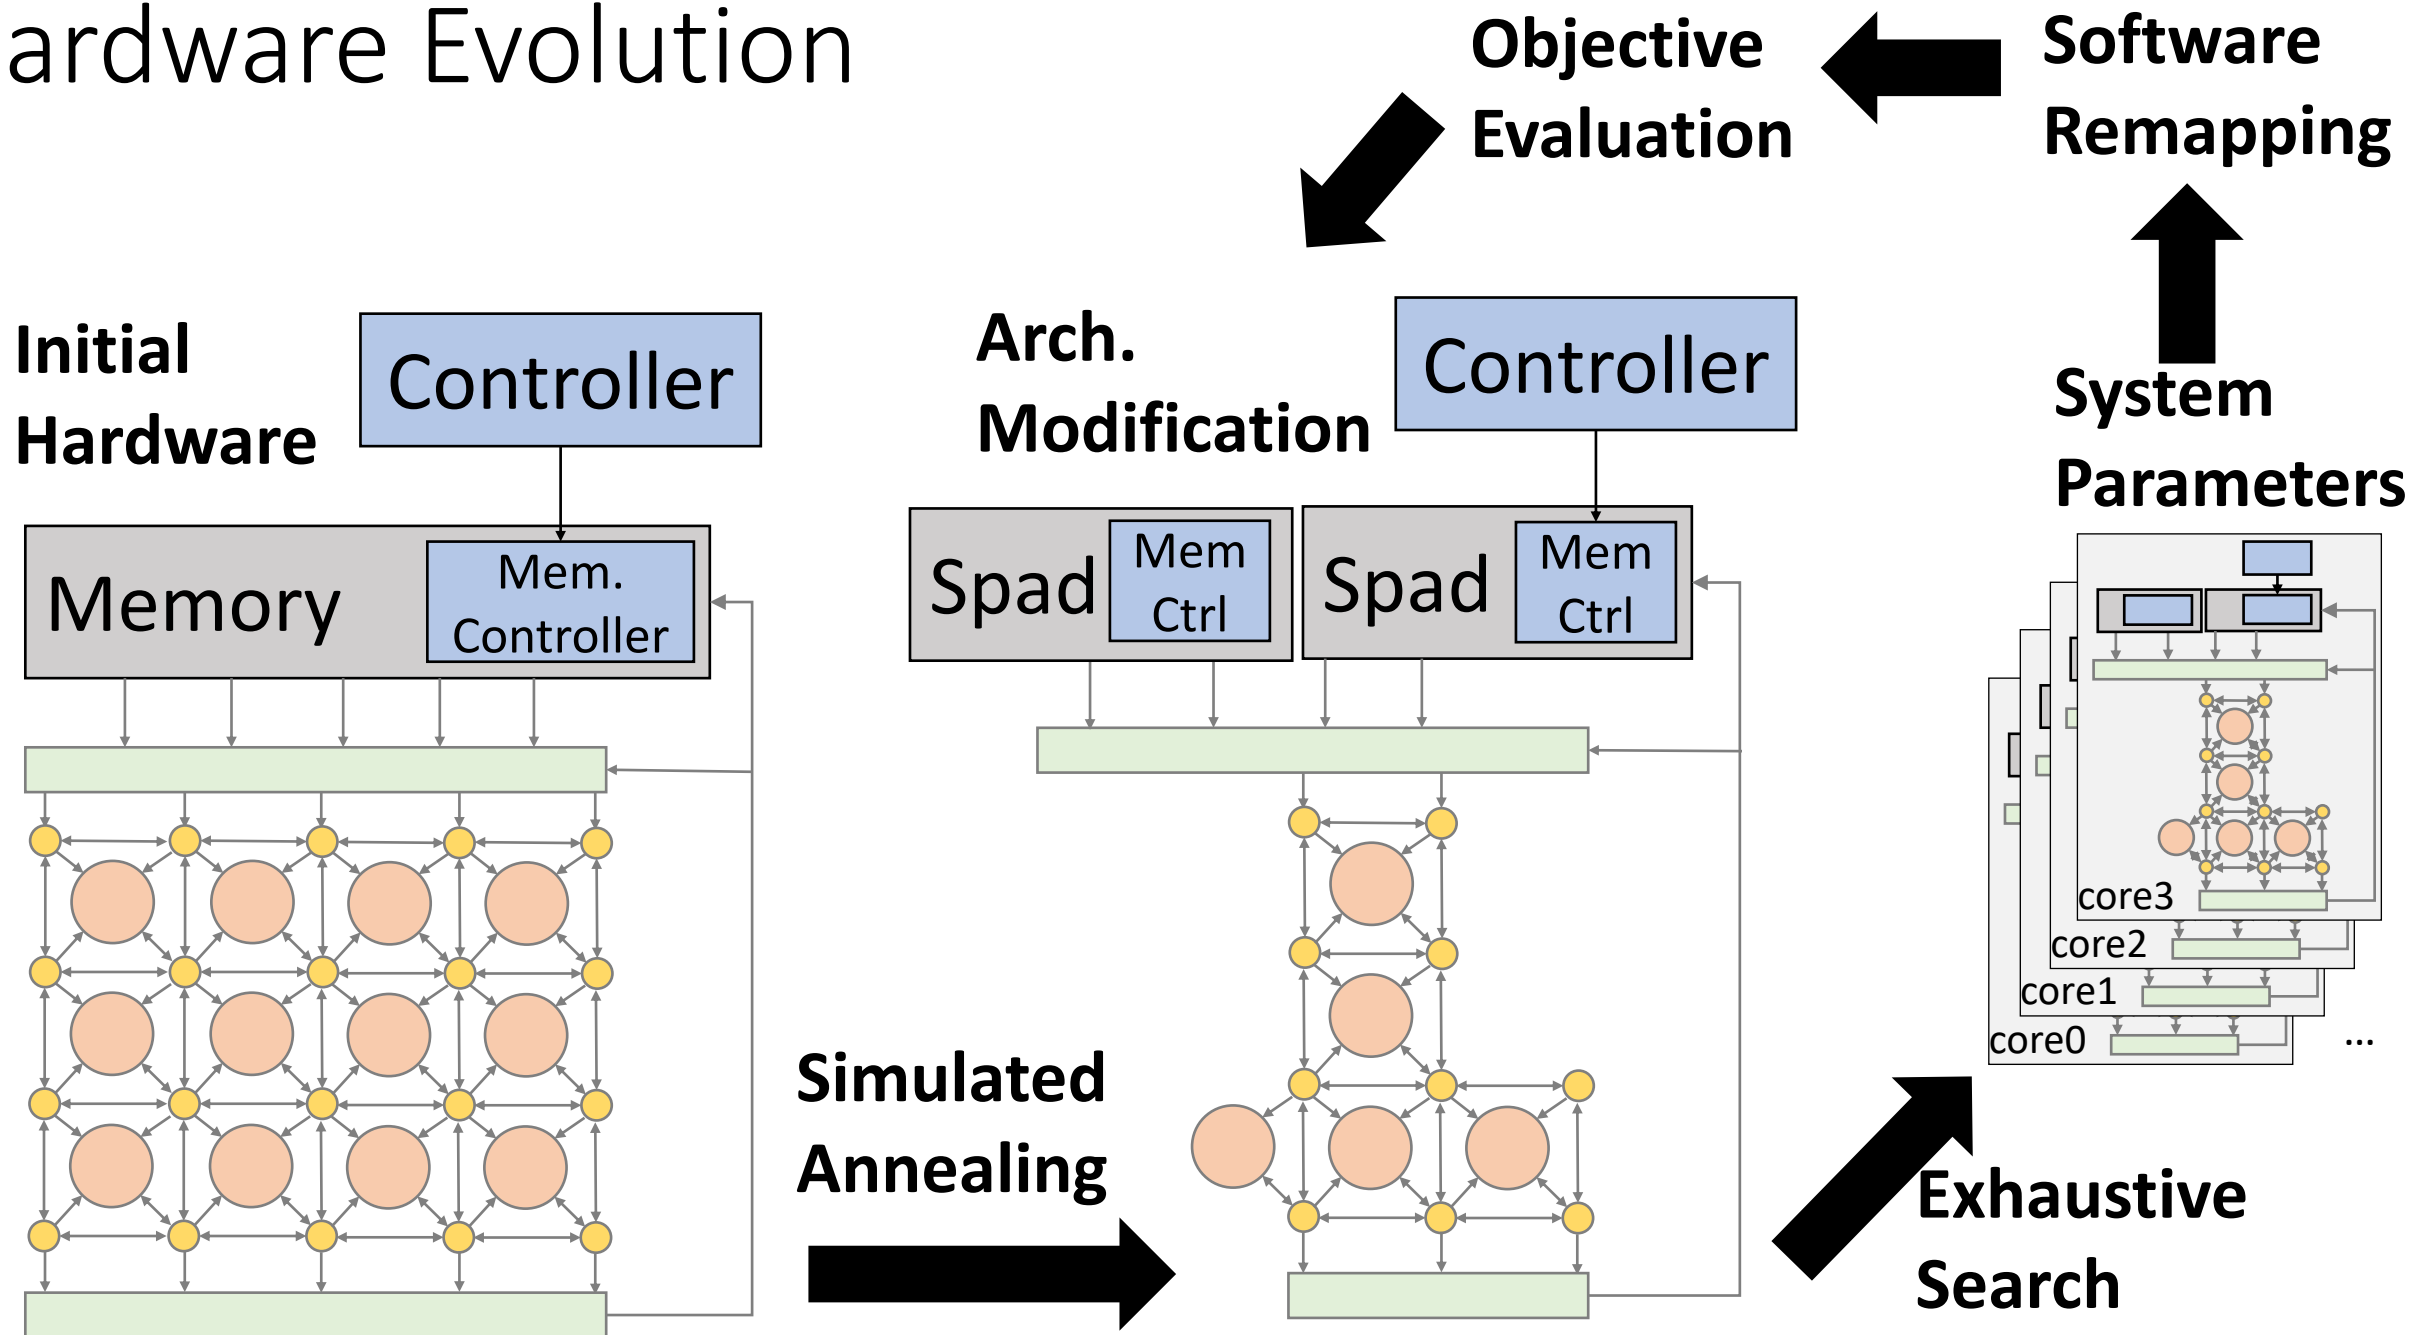 ardware Evolution
Objective
Evaluation
Software
Remapping
Initial
Hardware
Controller
Arch.
Modification
Controller
System
Parameters
Memory
Mem.
Controller
Spad
Mem
Ctrl
Spad
Mem
Ctrl
core3
core2
core1
core0
...
Simulated
Annealing
Exhaustive
Search